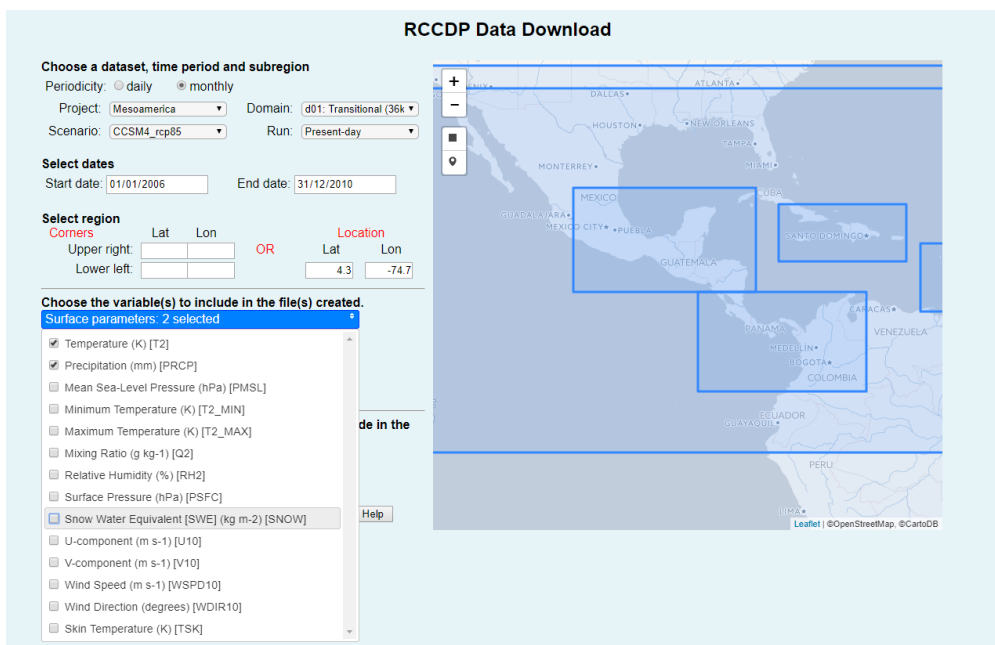 RCCDP Data Download
Choose a dataset, time period and subregion
Periodicity: daily monthly
Project: Mesoamerica Domain: d01: Transitional (36k
Scenario: CCSM4_rcp85 Run: Present-day
Select dates
Start date: 01/01/2006 End date: 31/12/2010
Select region
Corners Lat Lon Location
Upper right: OR Lat Lon
Lower left: 4.3 -74.7
Choose the variable(s) to include in the file(s) created.
Surface parameters: 2 selected
Temperature (K) [T2]
Precipitation (mm) [PRCP]
Mean Sea-Level Pressure (hPa) [PMSL]
Minimum Temperature (K) [T2_MIN]
Maximum Temperature (K) [T2_MAX]
de in the
Mixing Ratio (g kg-1) [Q2]
Relative Humidity (%) [RH2]
Surface Pressure (hPa) [PSFC]
Snow Water Equivalent [SWE] (kg m-2) [SNOW]
Help
U-component (m s-1) [U10]
V-component (m s-1) [V10]
Wind Speed (m s-1) [WSPD10]
Wind Direction (degrees) [WDIR10]
Skin Temperature (K) [TSK]
+
−
ATLANTA
DALLAS
HOUSTON
NEW ORLEANS
TAMPA
MONTERREY
MIAMI
CUBA
MEXICO
GUADALAJARA
MEXICO CITY
PUEBLA
SANTO DOMINGO
GUATEMALA
CARACAS
PANAMA
VENEZUELA
MEDELLÍN
BOGOTA
COLOMBIA
ECUADOR
GUAYAQUIL
PERU
LIMA
Leaflet | ©OpenStreetMap, ©CartoDB